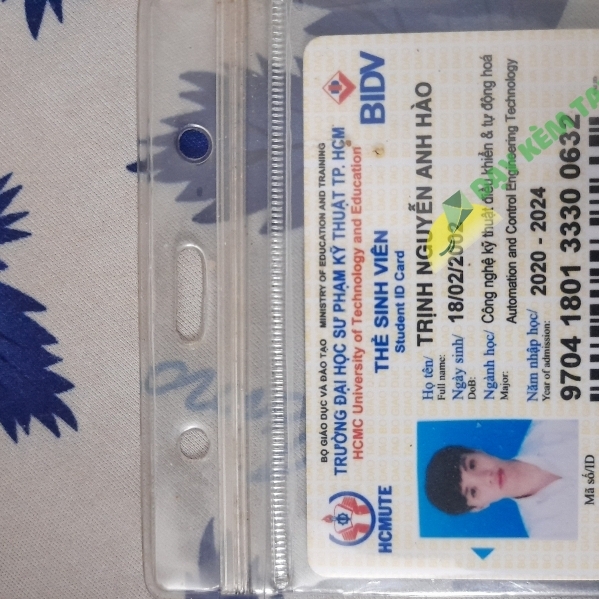 BỘ GIÁO DỤC VÀ ĐÀO TẠO MINISTRY OF EDUCATION AND TRAINING
TRƯỜNG ĐẠI HỌC SƯ PHẠM KỸ THUẬT TP. HCM
HCMC University of Technology and Education
HCMUTE
BIDV
THẺ SINH VIÊN
Student ID Card
Họ tên/ TRỊNH NGUYỄN ANH HÀO
Full name:
Ngày sinh/ 18/02/2002
DoB:
Ngành học/ Công nghệ kỹ thuật điều khiển & tự động hoá
Major: Automation and Control Engineering Technology
Năm nhập học/ 2020 - 2024
Year of admission:
9704 1801 3330 0632
Mã số/ID
DẠY KÈM